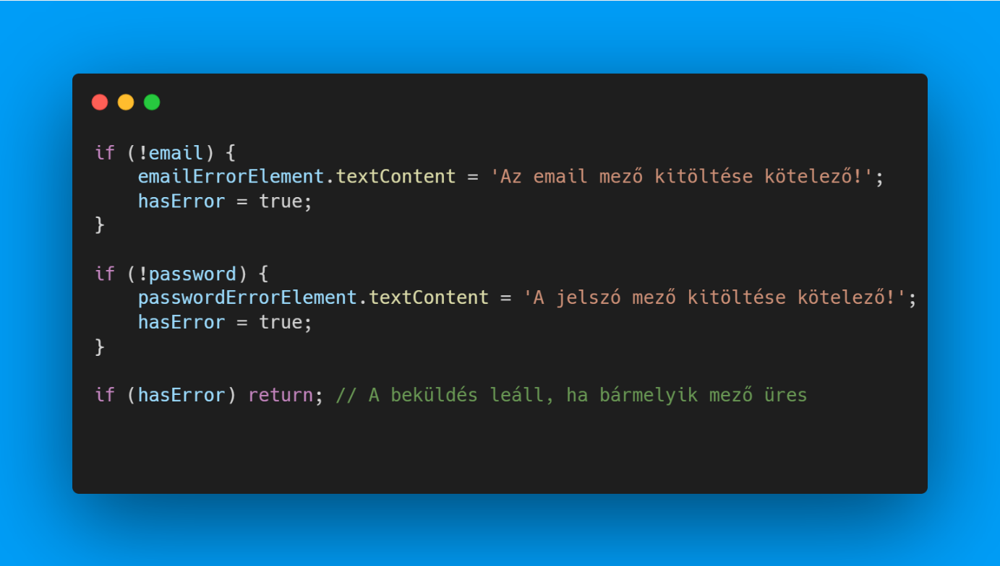 if (!email) {
    emailErrorElement.textContent = 'Az email mező kitöltése kötelező!';
    hasError = true;
}
if (!password) {
    passwordErrorElement.textContent = 'A jelszó mező kitöltése kötelező!';
    hasError = true;
}
if (hasError) return; // A beküldés leáll, ha bármelyik mező üres